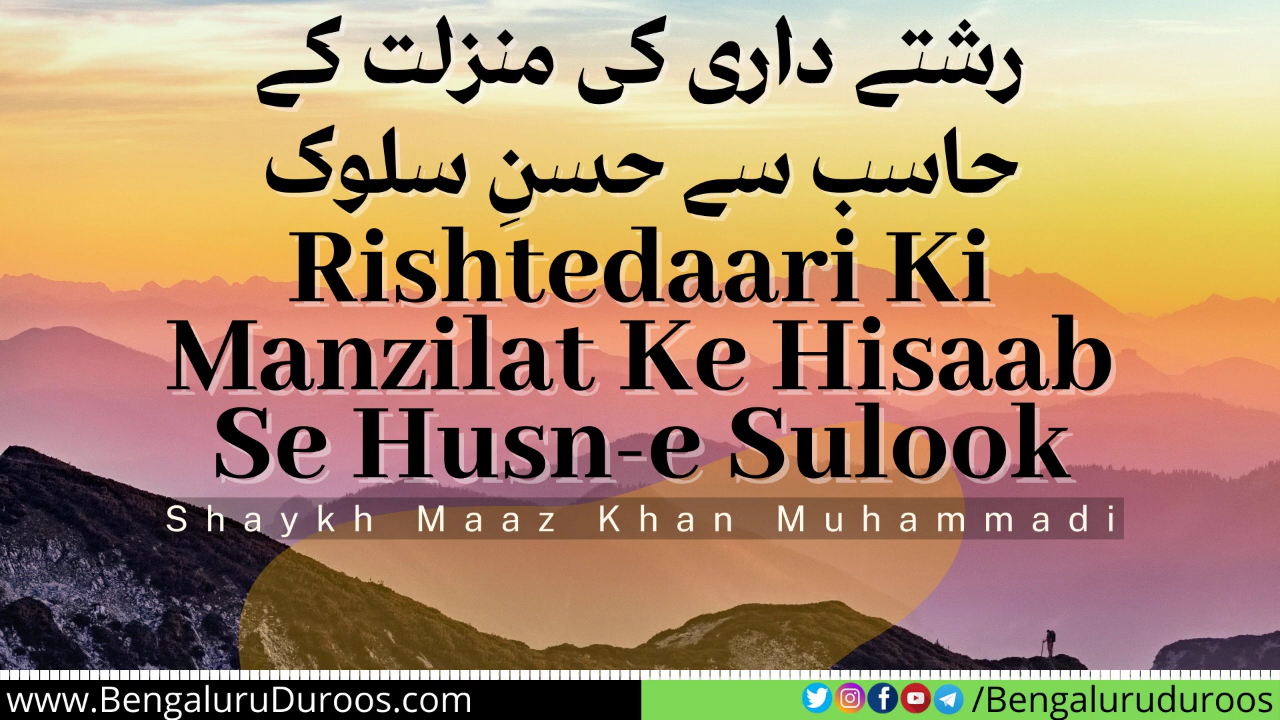 رشتے داری کی منزلت کے
حاسب سے حسنِ سلوک
Rishtedaari Ki
Manzilat Ke Hisaab
Se Husn-e Sulook
Shaykh Maaz Khan Muhammadi
www.BengaluruDuroos.com
/Bengaluruduroos